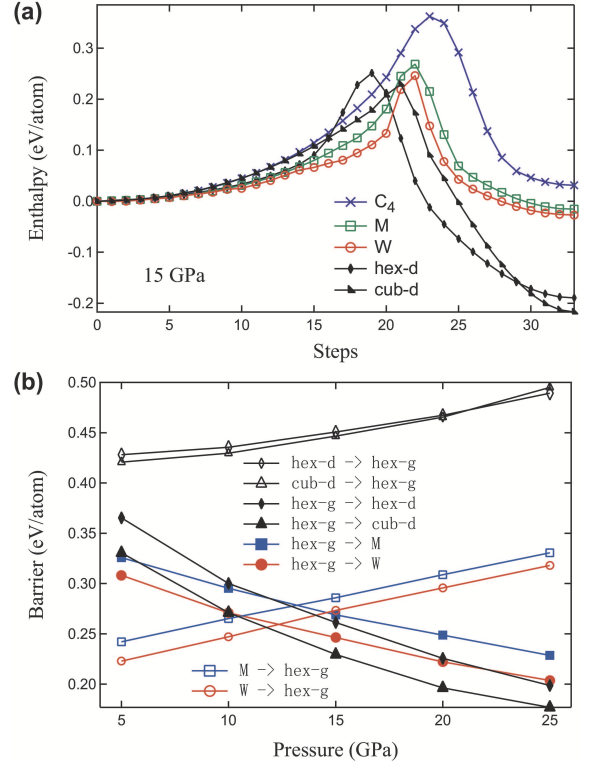 (a)
Enthalpy (eV/atom)
0.3
0.2
0.1
0.0
-0.1
-0.2
C4
M
W
hex-d
cub-d
15 GPa
0 5 10 15 20 25 30
Steps
(b)
Barrier (eV/atom)
0.50
0.45
0.40
0.35
0.30
0.25
0.20
hex-d -> hex-g
cub-d -> hex-g
hex-g -> hex-d
hex-g -> cub-d
hex-g -> M
hex-g -> W
M -> hex-g
W -> hex-g
5 10 15 20 25
Pressure (GPa)